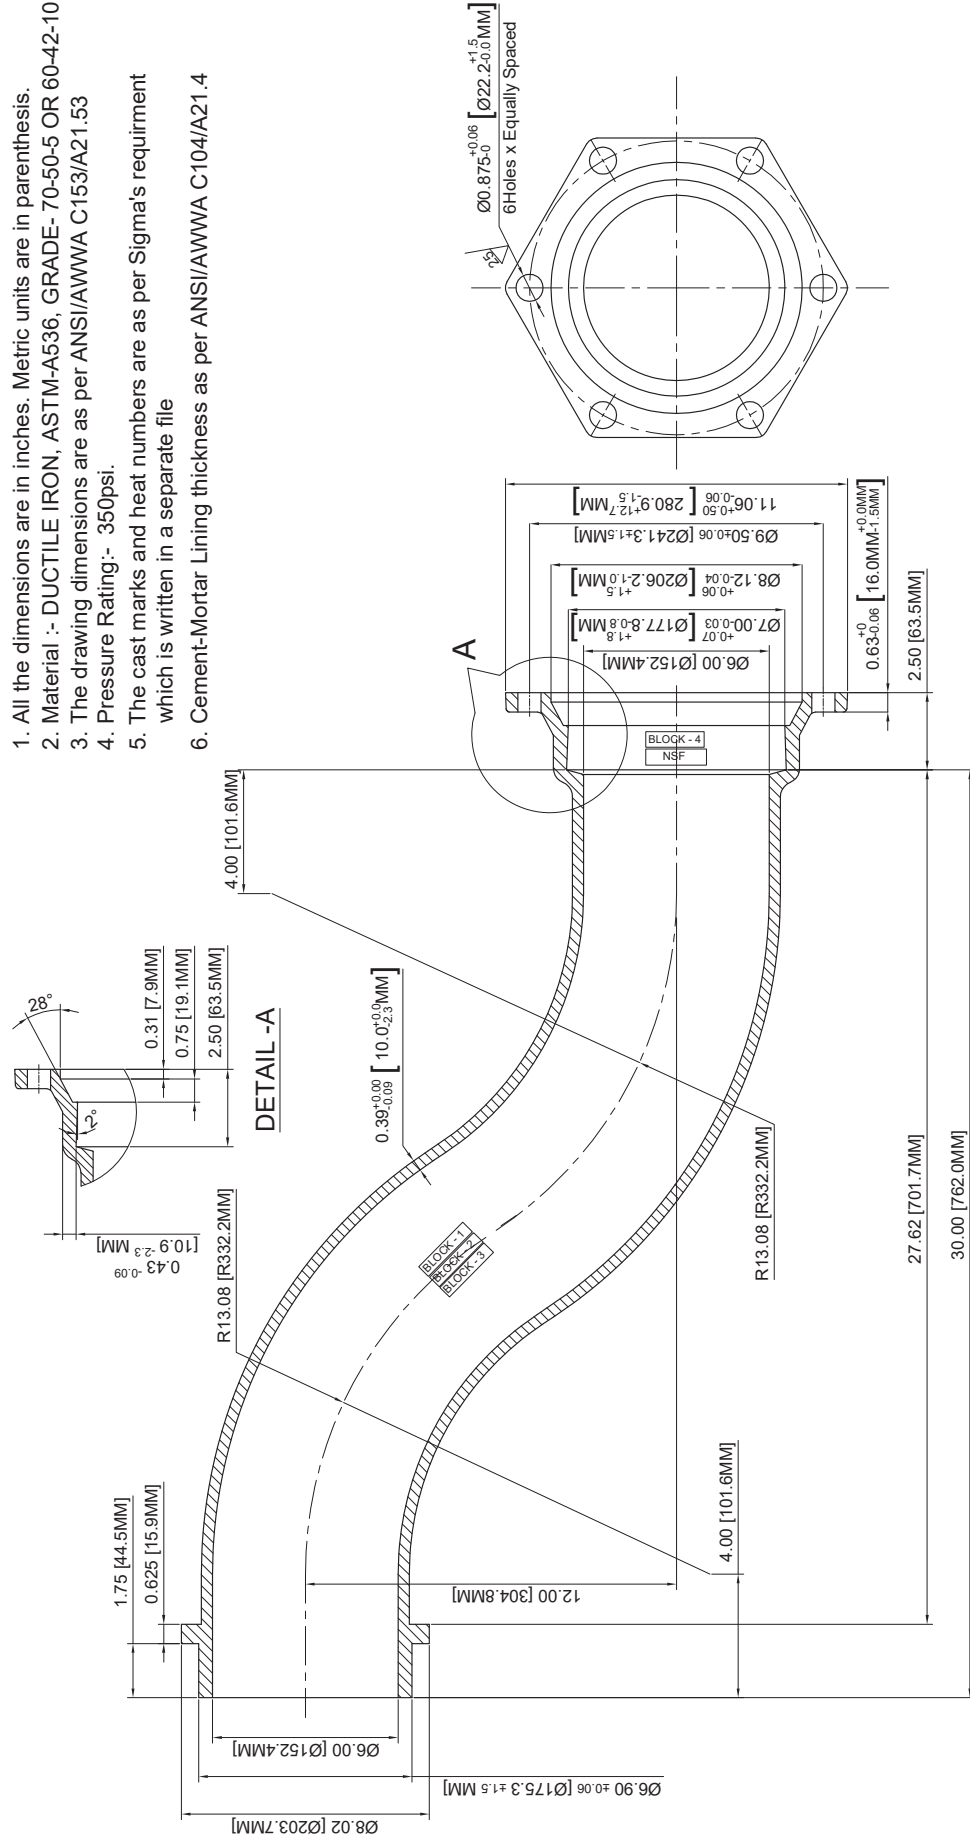 1. All the dimensions are in inches. Metric units are in parenthesis.
2. Material :- DUCTILE IRON, ASTM-A536, GRADE- 70-50-5 OR 60-42-10
3. The drawing dimensions are as per ANSI/AWWA C153/A21.53
4. Pressure Rating:- 350psi.
5. The cast marks and heat numbers are as per Sigma's requirment
which is written in a separate file
6. Cement-Mortar Lining thickness as per ANSI/AWWA C104/A21.4
28°
2°
0.31 [7.9MM]
0.75 [19.1MM]
2.50 [63.5MM]
0.43 -0.09
[10.9 -2.3 MM]
DETAIL -A
1.75 [44.5MM]
0.625 [15.9MM]
R13.08 [R332.2MM]
0.39+0.00-0.09 [10.0+0.0-2.3MM]
4.00 [101.6MM]
A
BLOCK - 1
BLOCK - 2
BLOCK - 3
BLOCK - 4
NSF
Ø8.02 [Ø203.7MM]
Ø6.90 ±0.06 [Ø175.3 ±1.5 MM]
Ø6.00 [Ø152.4MM]
12.00 [304.8MM]
4.00 [101.6MM]
R13.08 [R332.2MM]
27.62 [701.7MM]
30.00 [762.0MM]
Ø6.00 [Ø152.4MM]
Ø7.00+0.07-0.03 [Ø177.8+1.8-0.8MM]
Ø8.12+0.06-0.04 [Ø206.2+1.5-1.0MM]
Ø9.50±0.06 [Ø241.3±1.5MM]
11.06+0.50-0.06 [280.9+12.7-1.5MM]
0.63+0-0.06 [16.0MM+0.0MM-1.5MM]
2.50 [63.5MM]
25
Ø0.875+0.06-0 [Ø22.2+1.5-0.0MM]
6Holes x Equally Spaced